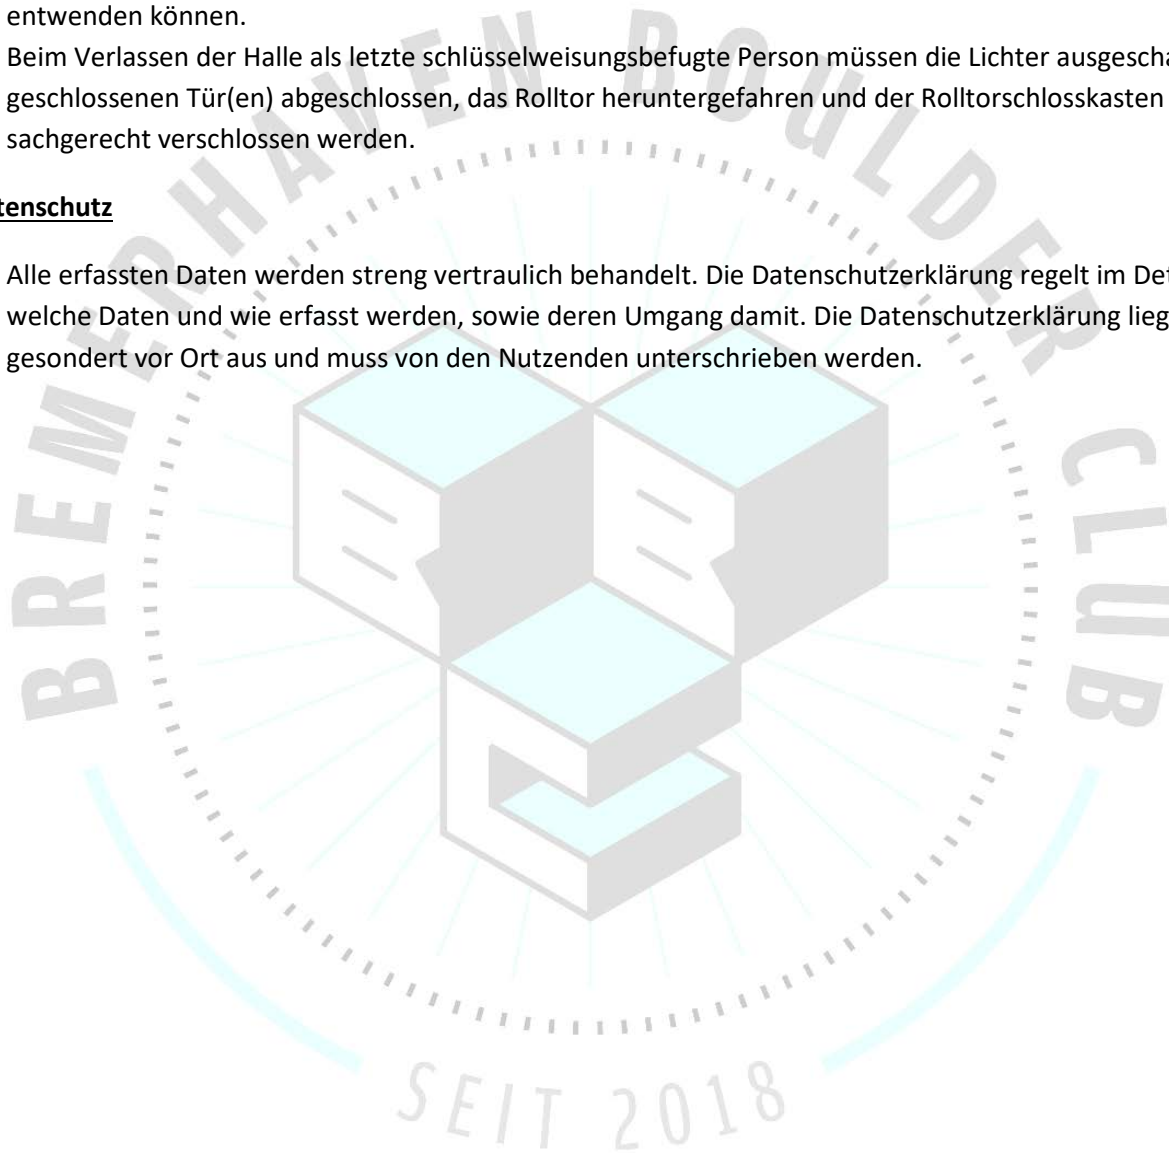 entwenden können.
Beim Verlassen der Halle als letzte schlüsselweisungsbefugte Person müssen die Lichter ausgescha
geschlossenen Tür(en) abgeschlossen, das Rolltor heruntergefahren und der Rolltorschlosskasten
sachgerecht verschlossen werden.
tenschutz
Alle erfassten Daten werden streng vertraulich behandelt. Die Datenschutzerklärung regelt im Det
welche Daten und wie erfasst werden, sowie deren Umgang damit. Die Datenschutzerklärung lieg
gesondert vor Ort aus und muss von den Nutzenden unterschrieben werden.
BREMERHAVEN BOULDER CLUB
SEIT 2018